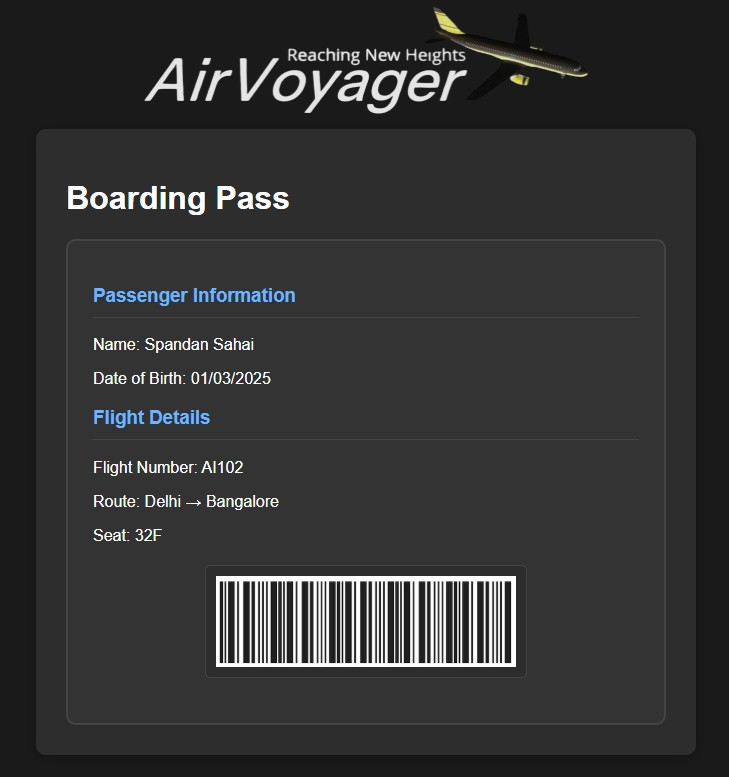 Reaching New Heights
AirVoyager
Boarding Pass
Passenger Information
Name: Spandan Sahai
Date of Birth: 01/03/2025
Flight Details
Flight Number: AI102
Route: Delhi → Bangalore
Seat: 32F